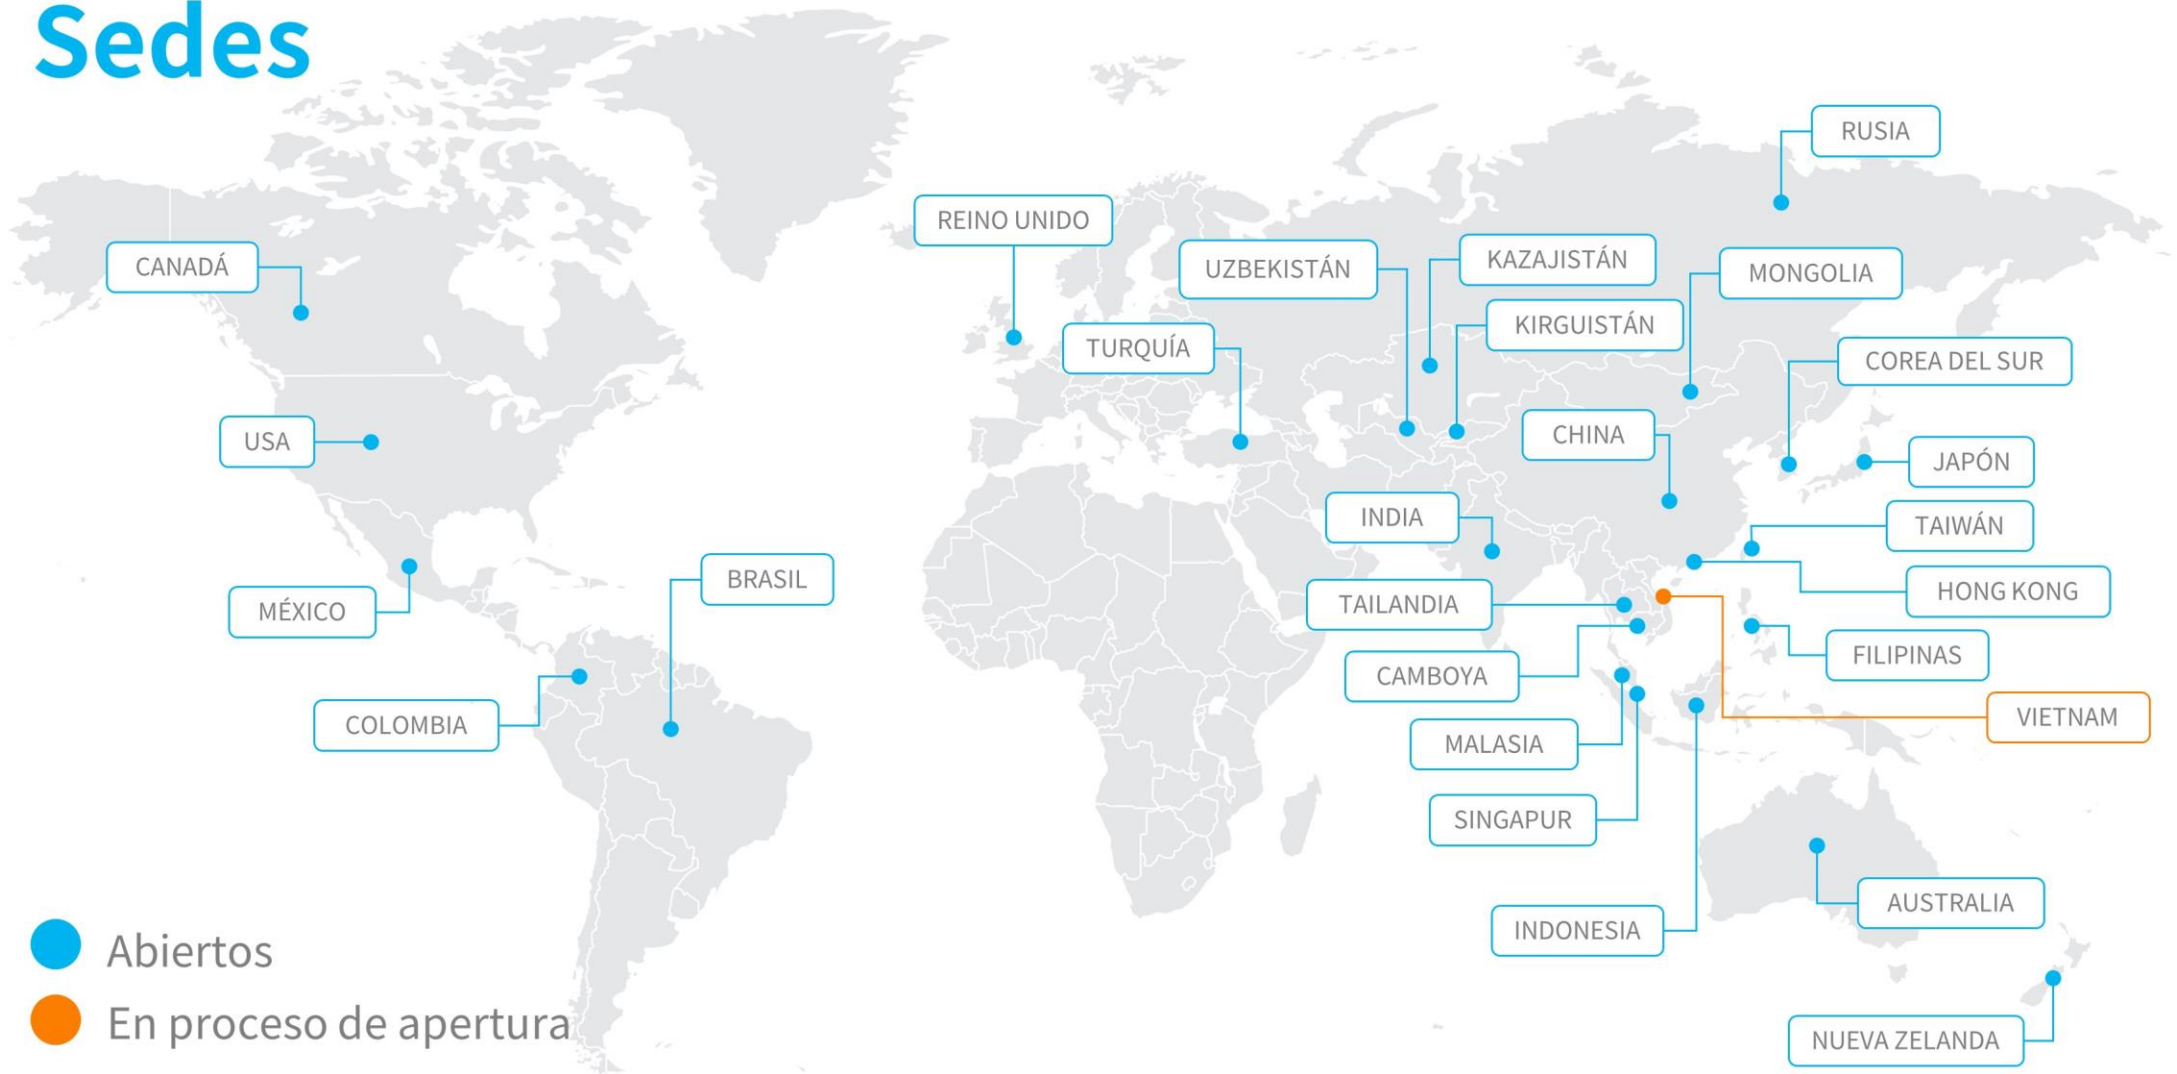 Sedes
RUSIA
REINO UNIDO
CANADÁ
UZBEKISTÁN
KAZAJISTÁN
MONGOLIA
KIRGUISTÁN
TURQUÍA
COREA DEL SUR
USA
CHINA
JAPÓN
INDIA
TAIWÁN
BRASIL
HONG KONG
MÉXICO
TAILANDIA
FILIPINAS
CAMBOYA
COLOMBIA
VIETNAM
MALASIA
SINGAPUR
AUSTRALIA
INDONESIA
Abiertos
En proceso de apertura
NUEVA ZELANDA